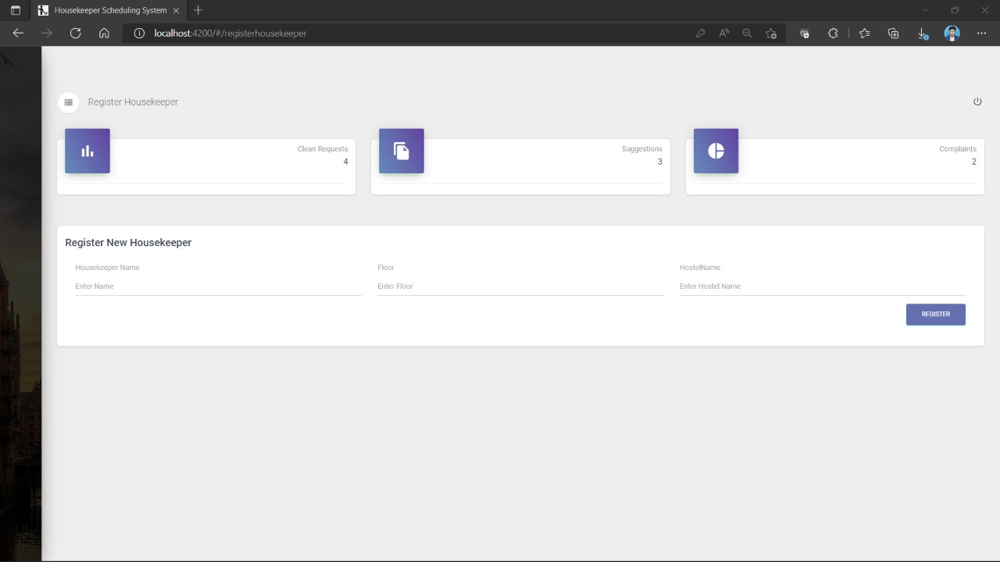 Housekeeper Scheduling System
localhost:4200/#/registerhousekeeper
Register Housekeeper
Clean Requests
4
Suggestions
3
Complaints
2
Register New Housekeeper
Housekeeper Name
Floor
HostelName
Enter Name
Enter Floor
Enter Hostel Name
REGISTER